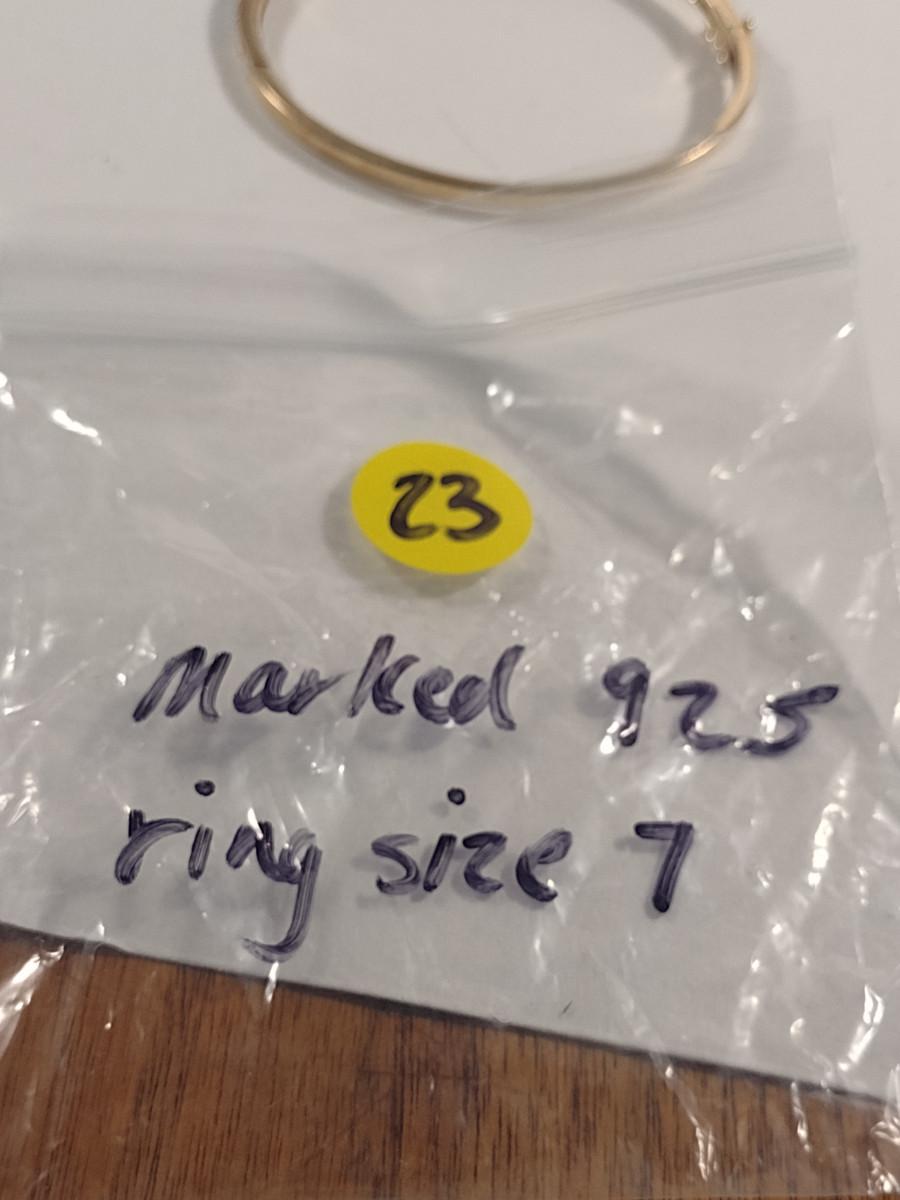 23
Marked 925
ring size 7